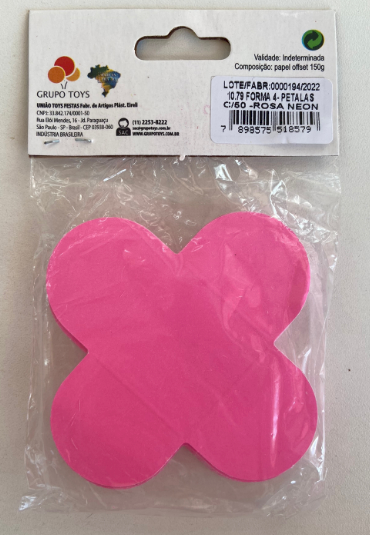 GRUPO TOYS
UNIÃO TOYS FESTAS Fabr. de Artigos Plást. Eireli
CNPJ: 33.842.174/0001-50
Rua Elói Mendes, 16 - Jd. Paraguaçu
São Paulo - SP - Brasil - CEP 03938-060
INDÚSTRIA BRASILEIRA
SAC
(11) 2253-8222
sac@grupotoys.com.br
WWW.GRUPOTOYS.COM.BR
Validade: Indeterminada
Composição: papel offset 150g
LOTE/FABR:0000194/2022
10.79 FORMA 4- PETALAS
C/60 -ROSA NEON
7 898575 518579